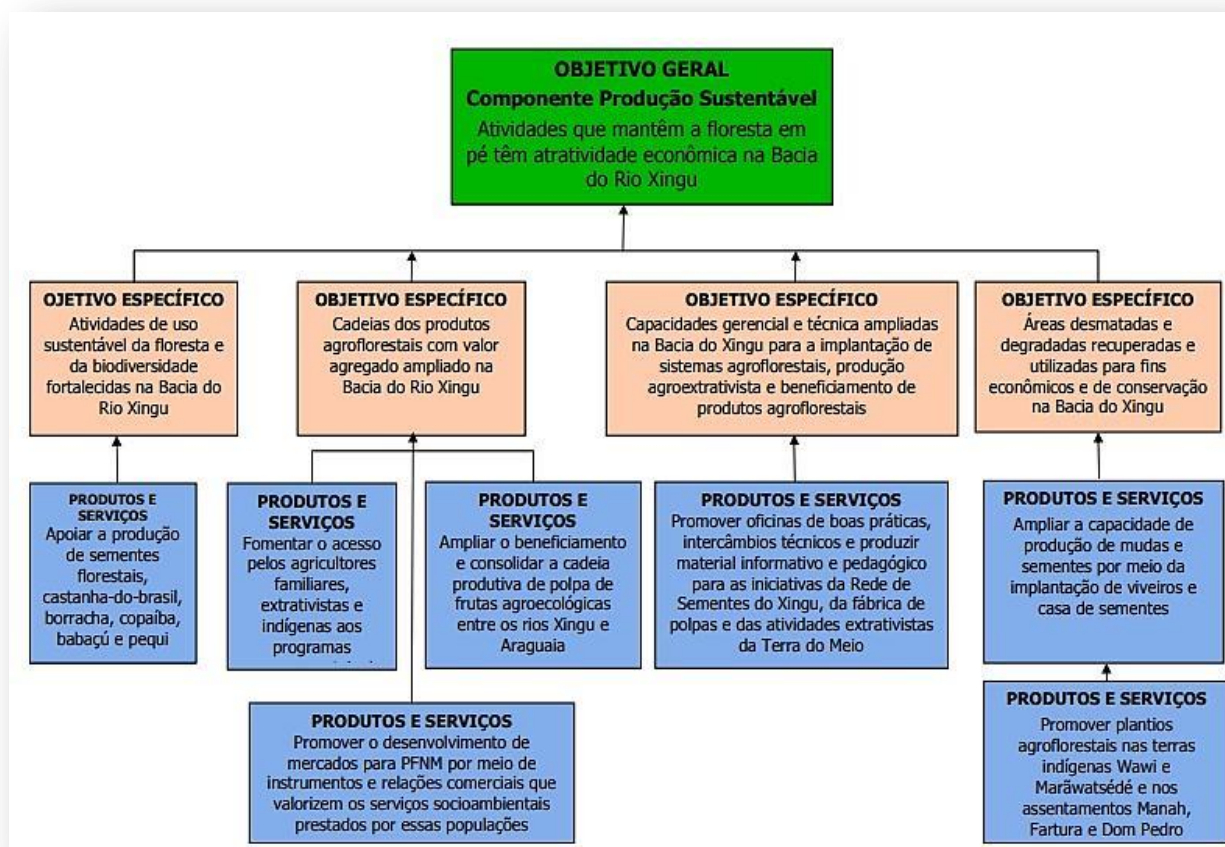 OBJETIVO GERAL
Componente Produção Sustentável
Atividades que mantêm a floresta em
pé têm atratividade econômica na Bacia
do Rio Xingu
OJETIVO ESPECÍFICO
Atividades de uso
sustentável da floresta e
da biodiversidade
fortalecidas na Bacia do
Rio Xingu
OBJETIVO ESPECÍFICO
Cadeias dos produtos
agroflorestais com valor
agregado ampliado na
Bacia do Rio Xingu
OBJETIVO ESPECÍFICO
Capacidades gerencial e técnica ampliadas
na Bacia do Xingu para a implantação de
sistemas agroflorestais, produção
agroextrativista e beneficiamento de
produtos agroflorestais
OBJETIVO ESPECÍFICO
Áreas desmatadas e
degradadas recuperadas e
utilizadas para fins
econômicos e de conservação
na Bacia do Xingu
PRODUTOS E
SERVIÇOS
Apoiar a produção
de sementes
florestais,
castanha-do-brasil,
borracha, copaíba,
babaçú e pequi
PRODUTOS E
SERVIÇOS
Fomentar o acesso
pelos agricultores
familiares,
extrativistas e
indígenas aos
programas
PRODUTOS E
SERVIÇOS
Ampliar o beneficiamento
e consolidar a cadeia
produtiva de polpa de
frutas agroecológicas
entre os rios Xingu e
Araguaia
PRODUTOS E SERVIÇOS
Promover oficinas de boas práticas,
intercâmbios técnicos e produzir
material informativo e pedagógico
para as iniciativas da Rede de
Sementes do Xingu, da fábrica de
polpas e das atividades extrativistas
da Terra do Meio
PRODUTOS E SERVIÇOS
Ampliar a capacidade de
produção de mudas e
sementes por meio da
implantação de viveiros e
casa de sementes
PRODUTOS E SERVIÇOS
Promover o desenvolvimento de
mercados para PFNM por meio de
instrumentos e relações comerciais que
valorizem os serviços socioambientais
prestados por essas populações
PRODUTOS E SERVIÇOS
Promover plantios
agroflorestais nas terras
indígenas Wawi e
Marãwatsédé e nos
assentamentos Manah,
Fartura e Dom Pedro